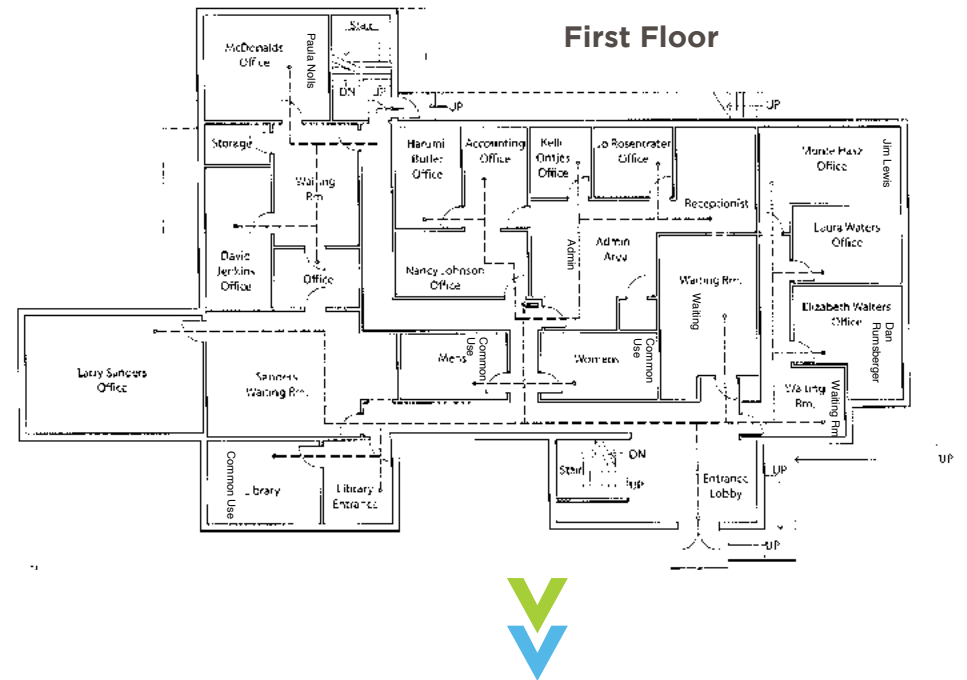 First Floor
Stair
McDonalds
Office
Paula Nolls
DN
UP
UP
UP
Storage
Harumi
Butler
Office
Accounting
Office
Kelli
Ontjes
Office
Jo Rosencrater
Office
Office
Jim Lewis
Waiting
Rm.
Receptionist
Laura Waters
Office
David
Jenkins
Office
Office
Nancy Johnson
Office
Admin
Admin
Area
Waiting Rm.
Waiting
Elizabeth Walters
Office
Dan
Rumsberger
Larry Sanders
Office
Sanders
Waiting Rm.
Mens
Common
Use
Womens
Common
Use
Waiting
Rm.
Waiting Rm
Common Use
Library
Library
Entrance
Stair
DN
UP
Entrance
Lobby
UP
UP
UP